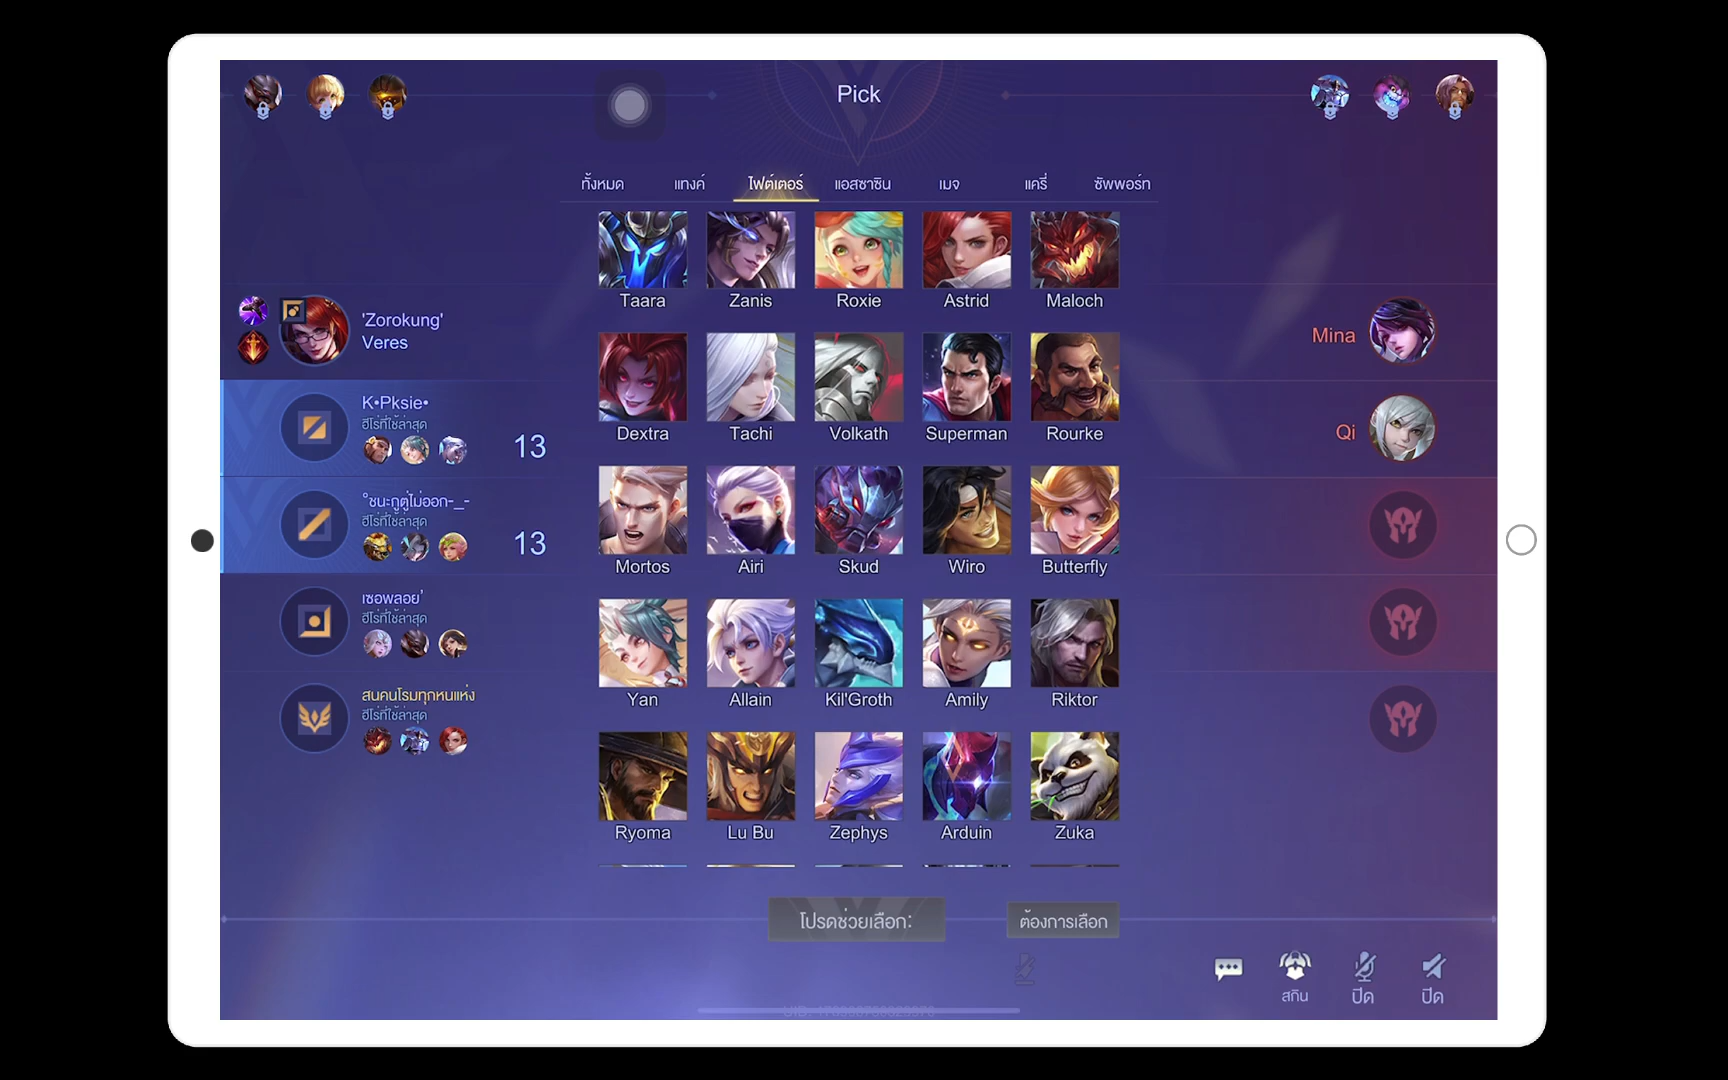 Pick
ทั้งหมด แทงค์ ไฟต์เตอร์ แอสซาซิน เมจ แครี่ ซัพพอร์ท
Taara Zanis Roxie Astrid Maloch
'Zorokung'
Veres
Mina
Dextra Tachi Volkath Superman Rourke
K•Pksie•
ฮีโร่ที่ใช้ล่าสุด
13
Qi
Mortos Airi Skud Wiro Butterfly
°ชนะกูตู่ไม่ออก-_-
ฮีโร่ที่ใช้ล่าสุด
13
Yan Allain Kil'Groth Amily Riktor
เซอพลอย'
ฮีโร่ที่ใช้ล่าสุด
สนคนโรมทุกหนแห่ง
ฮีโร่ที่ใช้ล่าสุด
Ryoma Lu Bu Zephys Arduin Zuka
โปรดช่วยเลือก:
ต้องการเลือก
สกิน ปิด ปิด